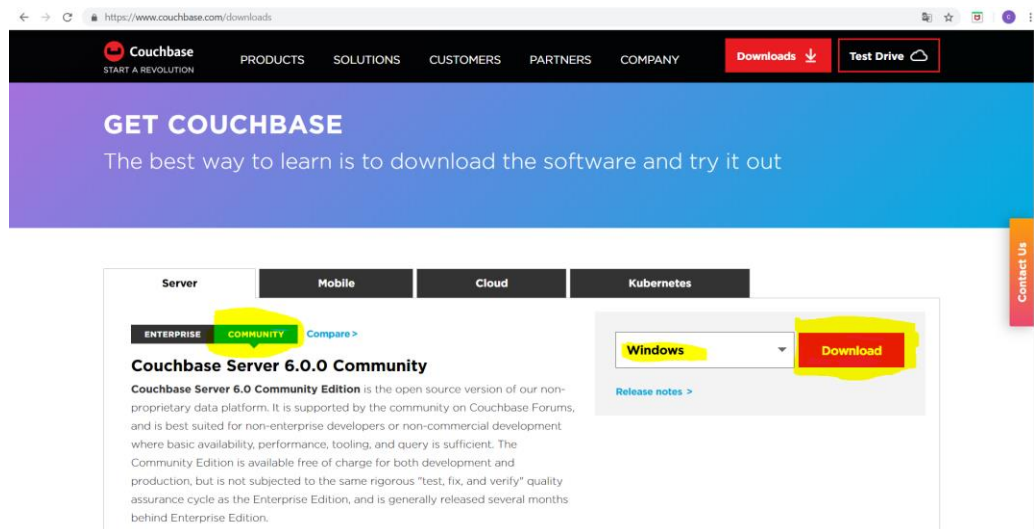 https://www.couchbase.com/downloads
Couchbase
START A REVOLUTION
PRODUCTS SOLUTIONS CUSTOMERS PARTNERS COMPANY
Downloads
Test Drive
GET COUCHBASE
The best way to learn is to download the software and try it out
Contact Us
Server Mobile Cloud Kubernetes
ENTERPRISE COMMUNITY Compare >
Couchbase Server 6.0.0 Community
Couchbase Server 6.0 Community Edition is the open source version of our non-
proprietary data platform. It is supported by the community on Couchbase Forums,
and is best suited for non-enterprise developers or non-commercial development
where basic availability, performance, tooling, and query is sufficient. The
Community Edition is available free of charge for both development and
production, but is not subjected to the same rigorous "test, fix, and verify" quality
assurance cycle as the Enterprise Edition, and is generally released several months
behind Enterprise Edition.
Windows
Download
Release notes >